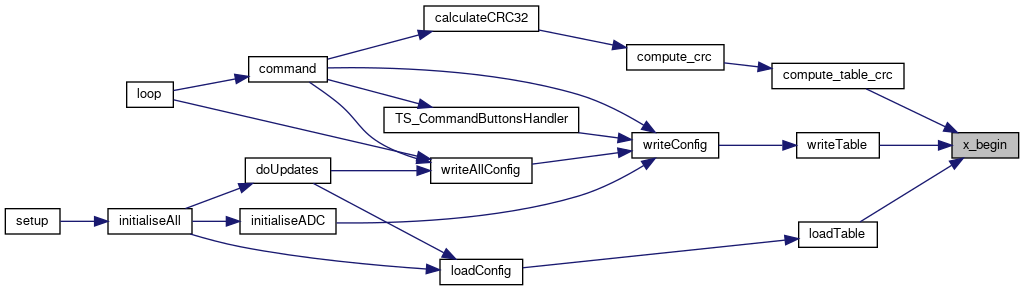 calculateCRC32
compute_crc
command
compute_table_crc
loop
TS_CommandButtonsHandler
writeConfig
writeTable
x_begin
doUpdates
writeAllConfig
setup
initialiseAll
initialiseADC
loadTable
loadConfig